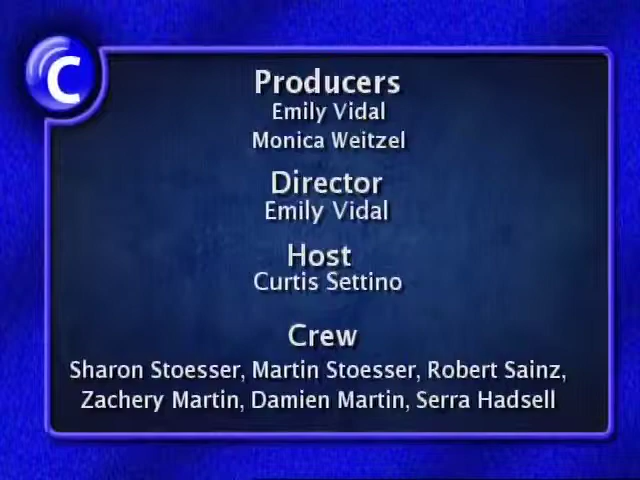 C
Producers
Emily Vidal
Monica Weitzel
Director
Emily Vidal
Host
Curtis Settino
Crew
Sharon Stoesser, Martin Stoesser, Robert Sainz,
Zachery Martin, Damien Martin, Serra Hadsell